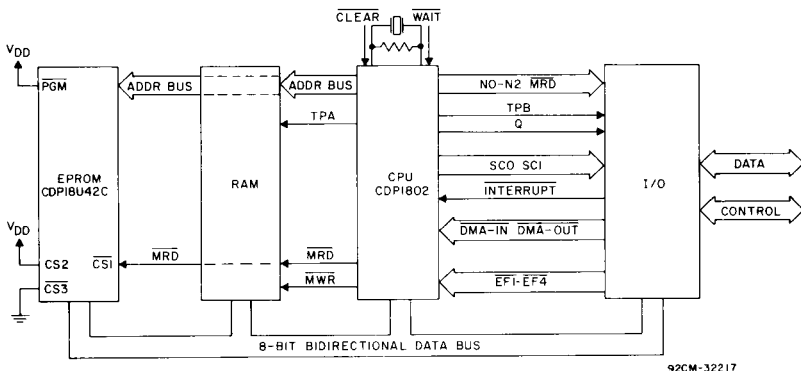 CLEAR WAIT
VDD
PGM
ADDR BUS
ADDR BUS
NO-N2 MRD
TPA
TPB
Q
EPROM
CDP18U42C
RAM
CPU
CDP1802
SCO SCI
I/O
DATA
INTERRUPT
CONTROL
DMA-IN DMA-OUT
VDD
CS2 CS1
MRD
MRD
MWR
EF1-EF4
CS3
8-BIT BIDIRECTIONAL DATA BUS
92CM-32217